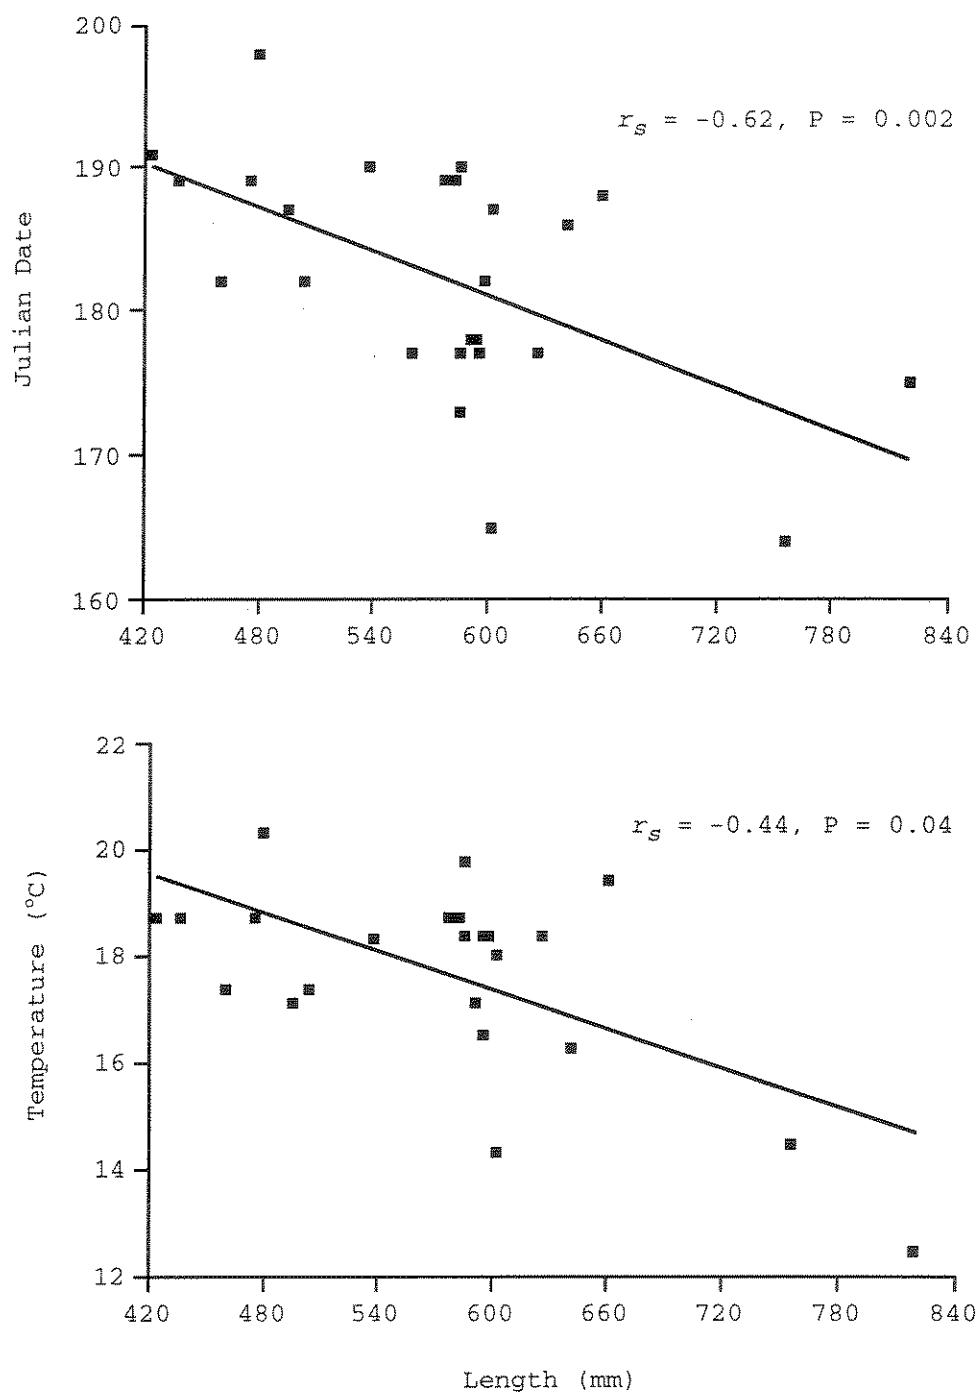 200
190
180
170
160
Julian Date
r_s = -0.62, P = 0.002
420 480 540 600 660 720 780 840
22
20
18
16
14
12
Temperature (°C)
r_s = -0.44, P = 0.04
420 480 540 600 660 720 780 840
Length (mm)